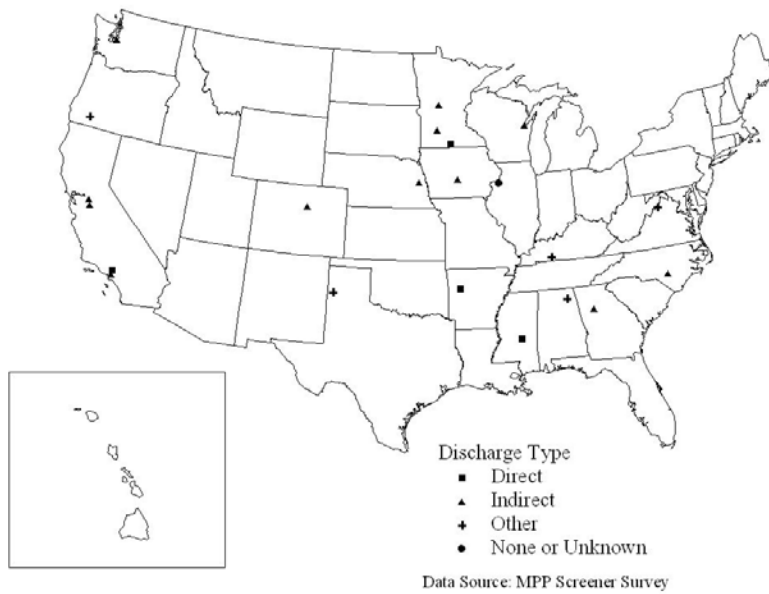 Discharge Type
Direct
Indirect
Other
None or Unknown
Data Source: MPP Screener Survey